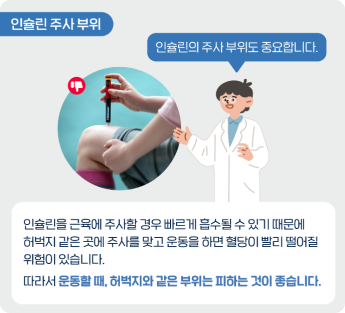 인슐린 주사 부위
인슐린의 주사 부위도 중요합니다.
인슐린을 근육에 주사할 경우 빠르게 흡수될 수 있기 때문에
허벅지 같은 곳에 주사를 맞고 운동을 하면 혈당이 빨리 떨어질
위험이 있습니다.
따라서 운동할 때, 허벅지와 같은 부위는 피하는 것이 좋습니다.